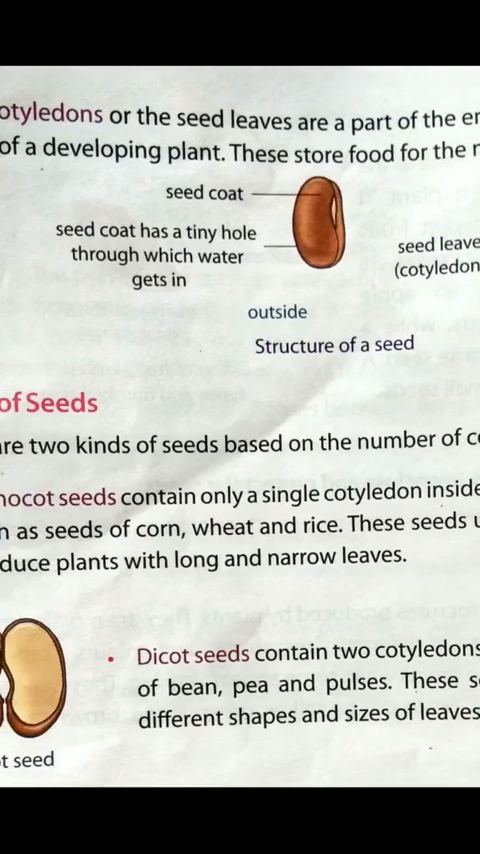 otyledons or the seed leaves are a part of the
of a developing plant. These store food for the
seed coat
seed coat has a tiny hole
through which water
gets in
seed leave
(cotyledon
outside
Structure of a seed
of Seeds
are two kinds of seeds based on the number of
nocot seeds contain only a single cotyledon inside
as seeds of corn, wheat and rice. These seeds
duce plants with long and narrow leaves.
• Dicot seeds contain two cotyledons
of bean, pea and pulses. These
different shapes and sizes of leaves
t seed